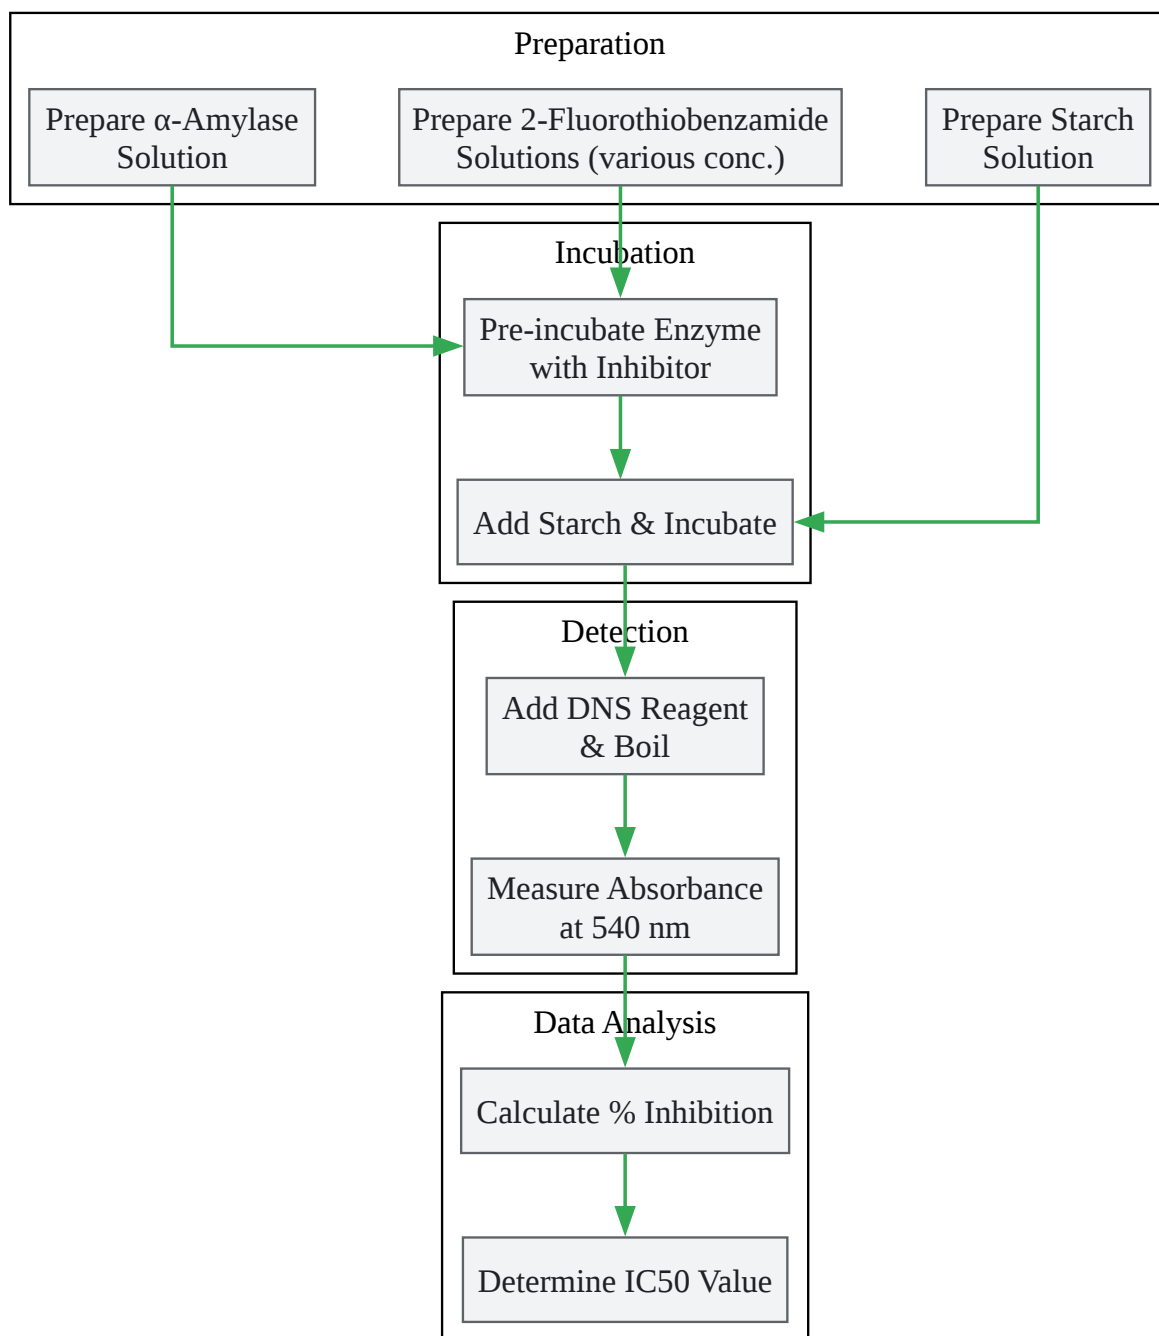 Preparation
Prepare α-Amylase
Solution
Prepare 2-Fluorothiobenzamide
Solutions (various conc.)
Prepare Starch
Solution
Incubation
Pre-incubate Enzyme
with Inhibitor
Add Starch & Incubate
Detection
Add DNS Reagent
& Boil
Measure Absorbance
at 540 nm
Data Analysis
Calculate % Inhibition
Determine IC50 Value